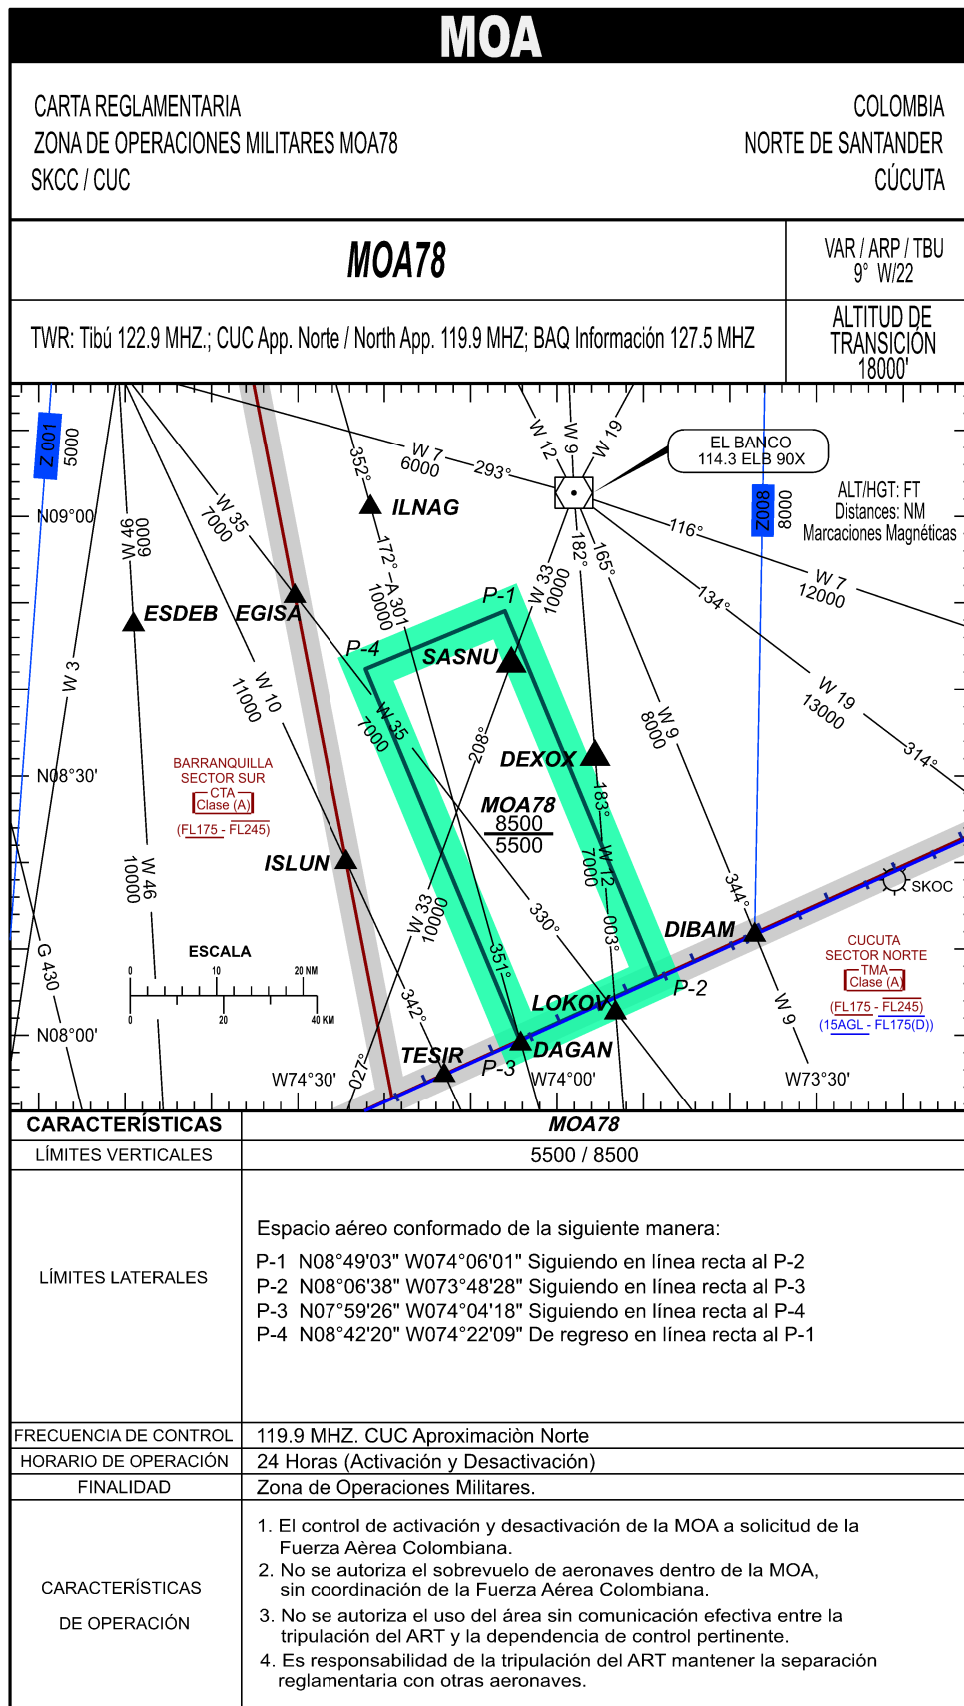 MOA
CARTA REGLAMENTARIA
ZONA DE OPERACIONES MILITARES MOA78
SKCC / CUC
COLOMBIA
NORTE DE SANTANDER
CÚCUTA
MOA78
VAR / ARP / TBU
9° W/22
TWR: Tibú 122.9 MHZ.; CUC App. Norte / North App. 119.9 MHZ; BAQ Información 127.5 MHZ
ALTITUD DE
TRANSICIÓN
18000'
Z 001
5000
W 7
6000
293°
352°
W 12
W 9
W 19
EL BANCO
114.3 ELB 90X
Z008
8000
ALT/HGT: FT
Distances: NM
Marcaciones Magnéticas
N09°00'
W 46
6000
W 35
7000
ILNAG
172°
A 301
10000
W 33
10000
182°
165°
116°
W 7
12000
134°
ESDEB
EGISA
P-1
P-4
SASNU
W 3
W 10
11000
W 35
7000
208°
W 9
8000
W 19
13000
314°
DEXOX
N08°30'
BARRANQUILLA
SECTOR SUR
CTA
Clase (A)
(FL175 - FL245)
MOA78
8500
5500
183°
W 12
7000
003°
ISLUN
W 46
10000
W 33
10000
330°
344°
SKOC
DIBAM
G 430
ESCALA
0
10
20 NM
0
20
40 KM
342°
351°
LOKOV
P-2
CUCUTA
SECTOR NORTE
TMA
Clase (A)
(FL175 - FL245)
(15AGL - FL175(D))
W 9
N08°00'
TESIR
DAGAN
P-3
027°
W74°30'
W74°00'
W73°30'
CARACTERÍSTICAS
MOA78
LÍMITES VERTICALES
5500 / 8500
LÍMITES LATERALES
Espacio aéreo conformado de la siguiente manera:
P-1 N08°49'03" W074°06'01" Siguiendo en línea recta al P-2
P-2 N08°06'38" W073°48'28" Siguiendo en línea recta al P-3
P-3 N07°59'26" W074°04'18" Siguiendo en línea recta al P-4
P-4 N08°42'20" W074°22'09" De regreso en línea recta al P-1
FRECUENCIA DE CONTROL
119.9 MHZ. CUC Aproximaciòn Norte
HORARIO DE OPERACIÓN
24 Horas (Activación y Desactivación)
FINALIDAD
Zona de Operaciones Militares.
CARACTERÍSTICAS
DE OPERACIÓN
1. El control de activación y desactivación de la MOA a solicitud de la
Fuerza Aèrea Colombiana.
2. No se autoriza el sobrevuelo de aeronaves dentro de la MOA,
sin coordinación de la Fuerza Aérea Colombiana.
3. No se autoriza el uso del área sin comunicación efectiva entre la
tripulación del ART y la dependencia de control pertinente.
4. Es responsabilidad de la tripulación del ART mantener la separación
reglamentaria con otras aeronaves.